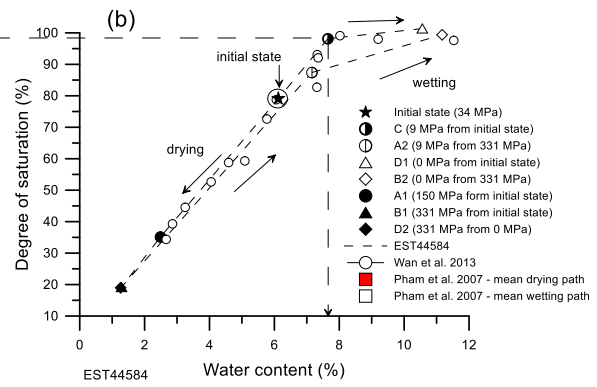 (b)
100
90
80
70
60
50
40
30
20
10
Degree of saturation (%)
initial state
drying
wetting
Initial state (34 MPa)
C (9 MPa from initial state)
A2 (9 MPa from 331 MPa)
D1 (0 MPa from initial state)
B2 (0 MPa from 331 MPa)
A1 (150 MPa form initial state)
B1 (331 MPa from initial state)
D2 (331 MPa from 0 MPa)
EST44584
Wan et al. 2013
Pham et al. 2007 - mean drying path
Pham et al. 2007 - mean wetting path
0 2 4 6 8 10 12
Water content (%)
EST44584